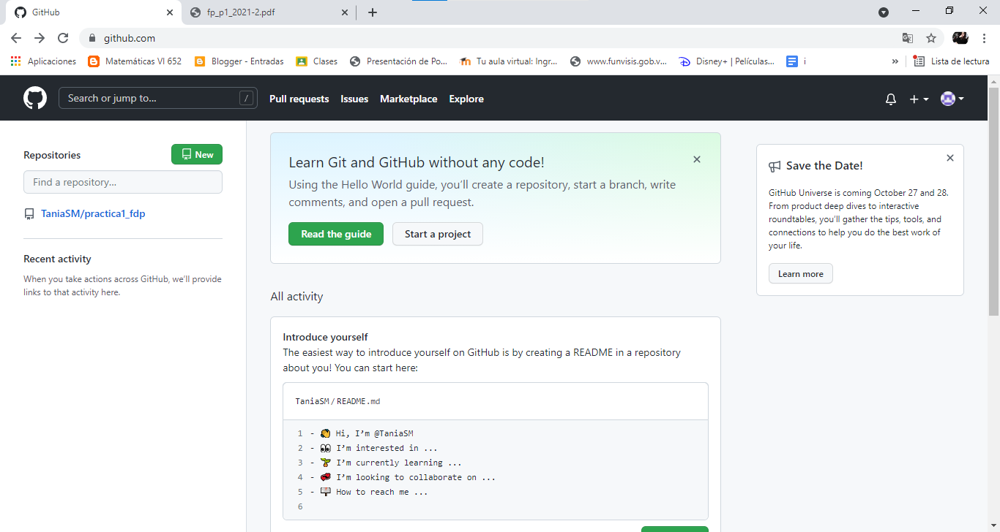 GitHub
fp_p1_2021-2.pdf
github.com
Aplicaciones
Matemáticas VI 652
Blogger - Entradas
Clases
Presentación de Po...
Tu aula virtual: Ingr...
www.funvisis.gob.v...
Disney+ | Películas...
i
»
Lista de lectura
Search or jump to...
/
Pull requests
Issues
Marketplace
Explore
Repositories
New
Find a repository...
TaniaSM/practica1_fdp
Recent activity
When you take actions across GitHub, we'll provide
links to that activity here.
Learn Git and GitHub without any code!
Using the Hello World guide, you'll create a repository, start a branch, write
comments, and open a pull request.
Read the guide
Start a project
All activity
Introduce yourself
The easiest way to introduce yourself on GitHub is by creating a README in a repository
about you! You can start here:
TaniaSM/README.md
1 - 👋 Hi, I'm @TaniaSM
2 - 👀 I'm interested in ...
3 - 🌱 I'm currently learning ...
4 - 💞️ I'm looking to collaborate on ...
5 - 📫 How to reach me ...
6
Save the Date!
GitHub Universe is coming October 27 and 28.
From product deep dives to interactive
roundtables, you'll gather the tips, tools, and
connections to help you do the best work of
your life.
Learn more